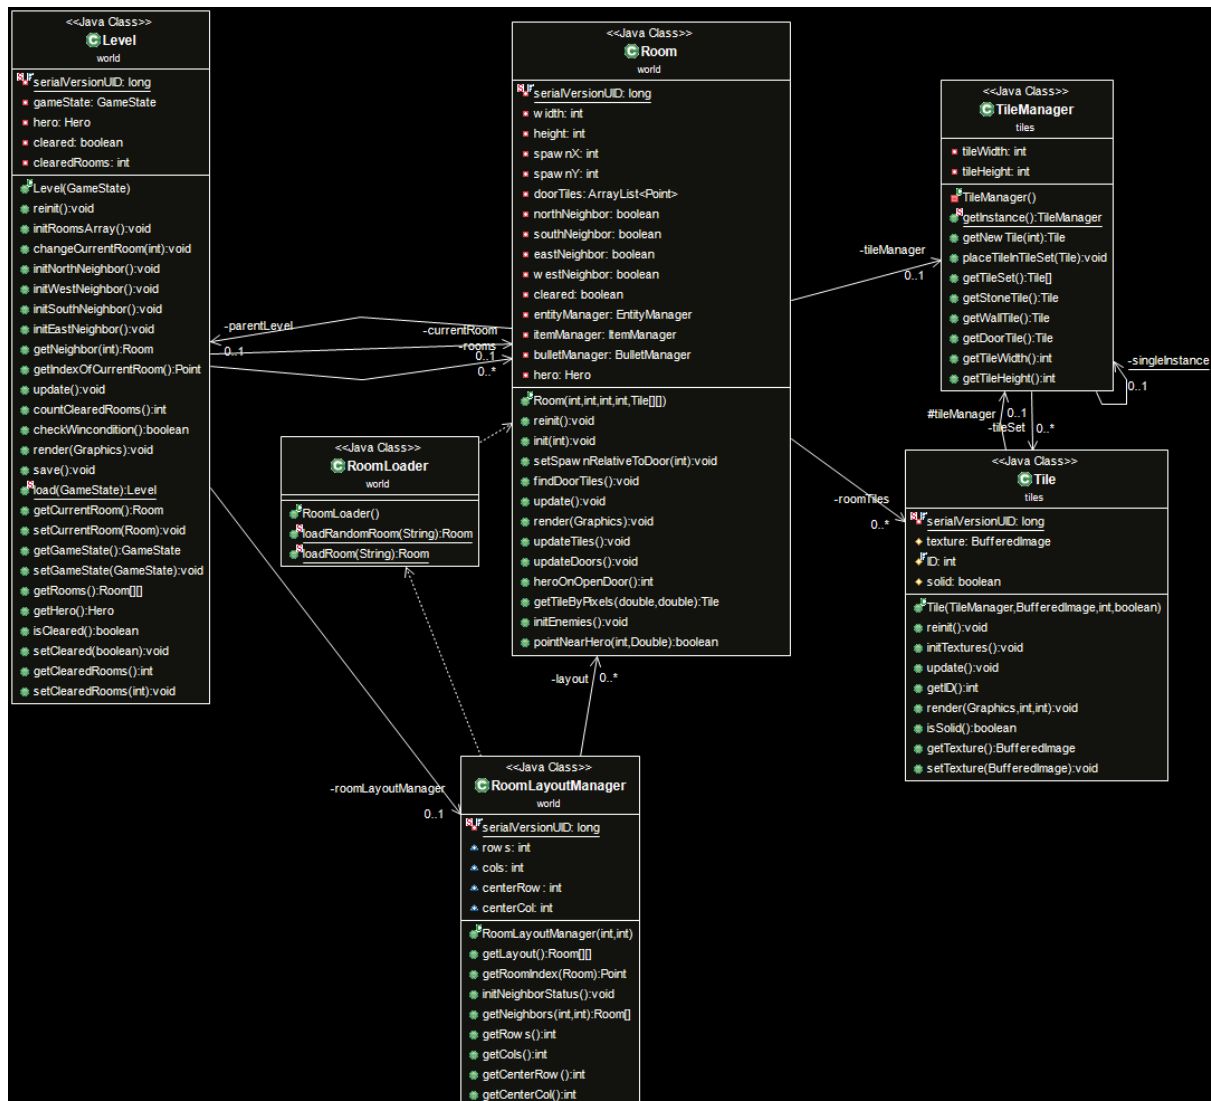 <<Java Class>>
Level
world
serialVersionUID: long
gameState: GameState
hero: Hero
cleared: boolean
clearedRooms: int
Level(GameState)
reinit():void
initRoomsArray():void
changeCurrentRoom(int):void
initNorthNeighbor():void
initWestNeighbor():void
initSouthNeighbor():void
initEastNeighbor():void
getNeighbor(int):Room
getIndexOfCurrentRoom():Point
update():void
countClearedRooms():int
checkWincondition():boolean
render(Graphics):void
save():void
load(GameState):Level
getCurrentRoom():Room
setCurrentRoom(Room):void
getGameState():GameState
setGameState(GameState):void
getRooms():Room[][]
getHero():Hero
isCleared():boolean
setCleared(boolean):void
getClearedRooms():int
setClearedRooms(int):void
-parentLevel
0..1
-currentRoom
-rooms
0..1
0..*
<<Java Class>>
Room
world
serialVersionUID: long
width: int
height: int
spawnX: int
spawnY: int
doorTiles: ArrayList<Point>
northNeighbor: boolean
southNeighbor: boolean
eastNeighbor: boolean
westNeighbor: boolean
cleared: boolean
entityManager: EntityManager
itemManager: ItemManager
bulletManager: BulletManager
hero: Hero
Room(int,int,int,int,Tile[][])
reinit():void
init(int):void
setSpawnRelativeToDoor(int):void
findDoorTiles():void
update():void
render(Graphics):void
updateTiles():void
updateDoors():void
heroOnOpenDoor():int
getTileByPixels(double,double):Tile
initEnemies():void
pointNearHero(int,Double):boolean
-tileManager
0..1
<<Java Class>>
TileManager
tiles
tileWidth: int
tileHeight: int
TileManager()
getInstance():TileManager
getNewTile(int):Tile
placeTileInTileSet(Tile):void
getTileSet():Tile[]
getStoneTile():Tile
getWallTile():Tile
getDoorTile():Tile
getTileWidth():int
getTileHeight():int
-singleInstance
0..1
#tileManager
0..1
-tileSet
0..*
<<Java Class>>
RoomLoader
world
RoomLoader()
loadRandomRoom(String):Room
loadRoom(String):Room
-roomTiles
0..*
<<Java Class>>
Tile
tiles
serialVersionUID: long
texture: BufferedImage
ID: int
solid: boolean
Tile(TileManager,BufferedImage,int,boolean)
reinit():void
initTextures():void
update():void
getID():int
render(Graphics,int,int):void
isSolid():boolean
getTexture():BufferedImage
setTexture(BufferedImage):void
-layout
0..*
-roomLayoutManager
0..1
<<Java Class>>
RoomLayoutManager
world
serialVersionUID: long
rows: int
cols: int
centerRow: int
centerCol: int
RoomLayoutManager(int,int)
getLayout():Room[][]
getRoomIndex(Room):Point
initNeighborStatus():void
getNeighbors(int,int):Room[]
getRows():int
getCols():int
getCenterRow():int
getCenterCol():int